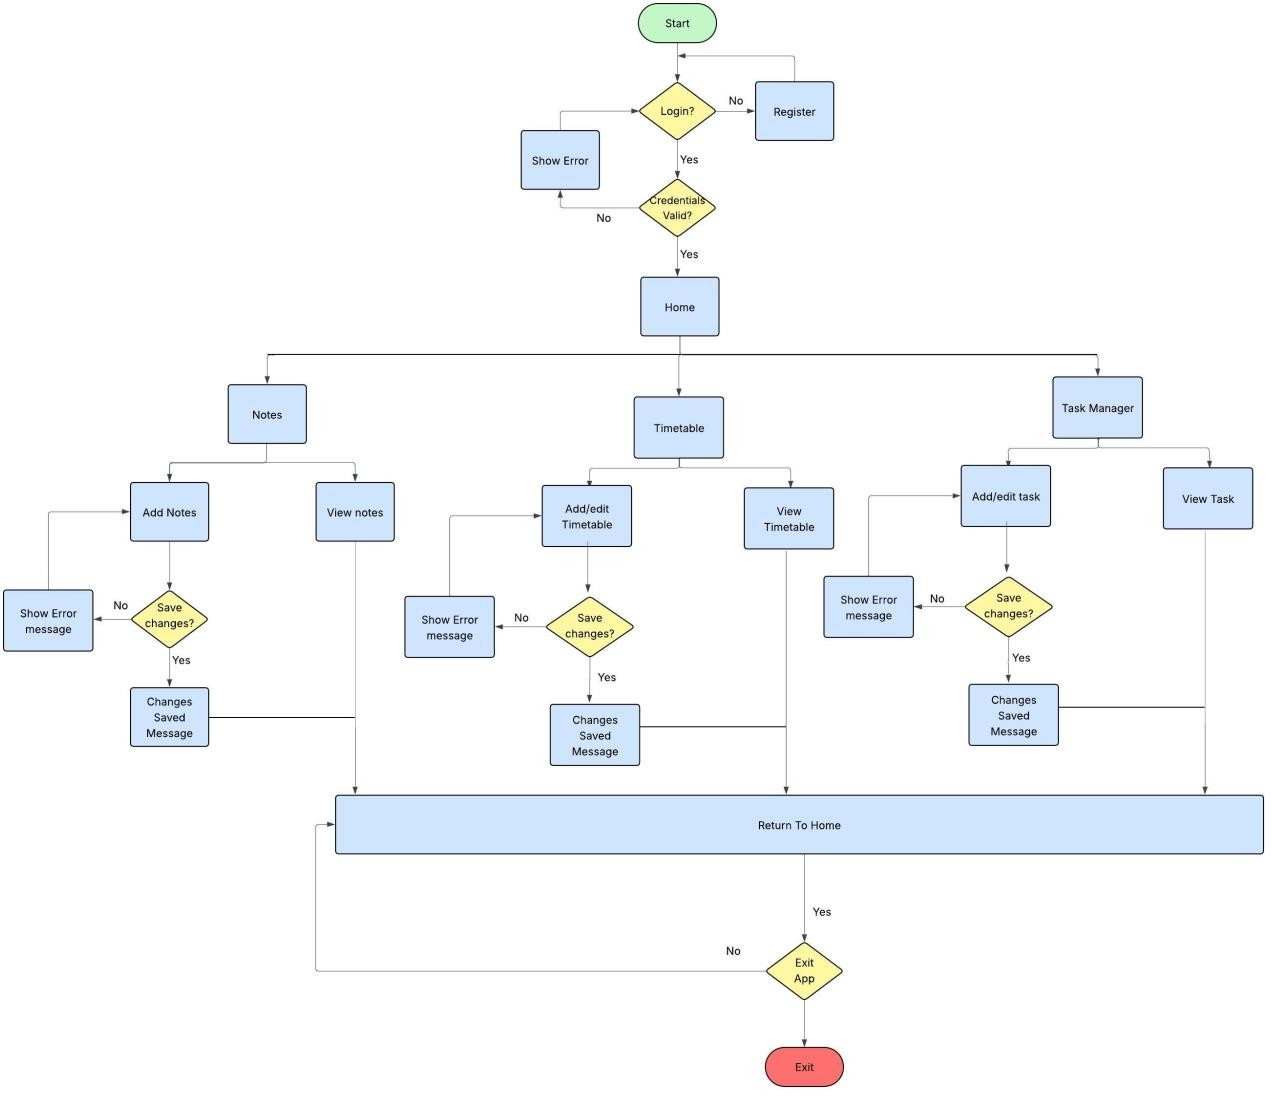 Start
Login?
No
Register
Show Error
Yes
Credentials
Valid?
No
Yes
Home
Notes
Timetable
Task Manager
Add Notes
View notes
Add/edit
Timetable
View
Timetable
Add/edit task
View Task
Show Error
message
No
Save
changes?
Yes
Changes
Saved
Message
Show Error
message
No
Save
changes?
Yes
Changes
Saved
Message
Show Error
message
No
Save
changes?
Yes
Changes
Saved
Message
Return To Home
Yes
No
Exit
App
Exit